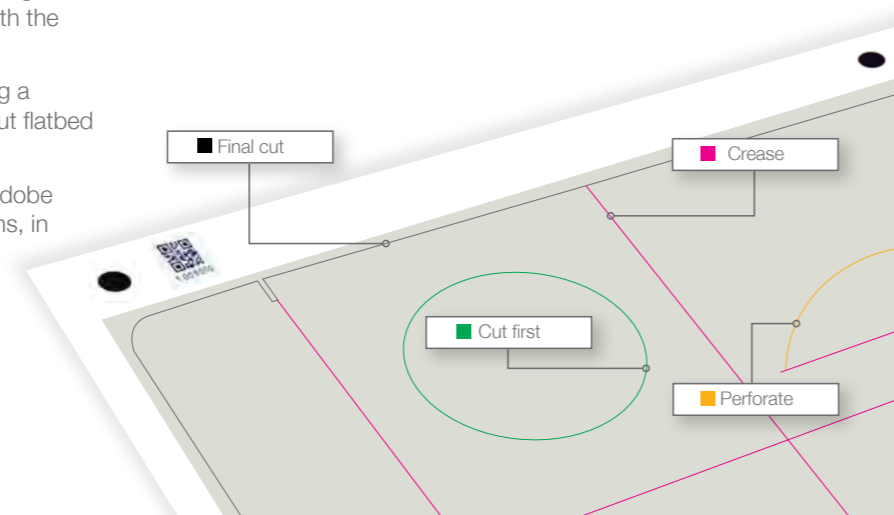 th the
g a
ut flatbed
dobe
ns, in
Final cut
Crease
Cut first
Perforate